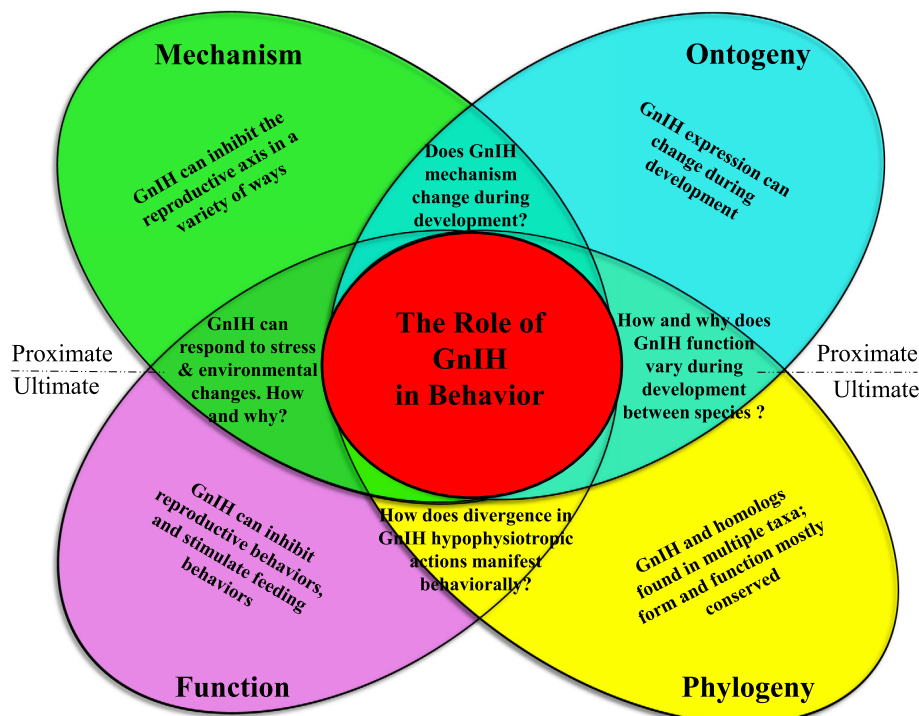 Mechanism
Ontogeny
GnIH can inhibit the
reproductive axis in a
variety of ways
Does GnIH
mechanism
change during
development?
GnIH expression can
change during
development
GnIH can
respond to stress
& environmental
changes. How
and why?
The Role of
GnIH
in Behavior
How and why does
GnIH function
vary during
development
between species ?
Proximate
Ultimate
Proximate
Ultimate
GnIH can inhibit
reproductive behaviors,
and stimulate feeding
behaviors
How does divergence in
GnIH hypophysiotropic
actions manifest
behaviorally?
GnIH and homologs
found in multiple taxa;
form and function mostly
conserved
Function
Phylogeny